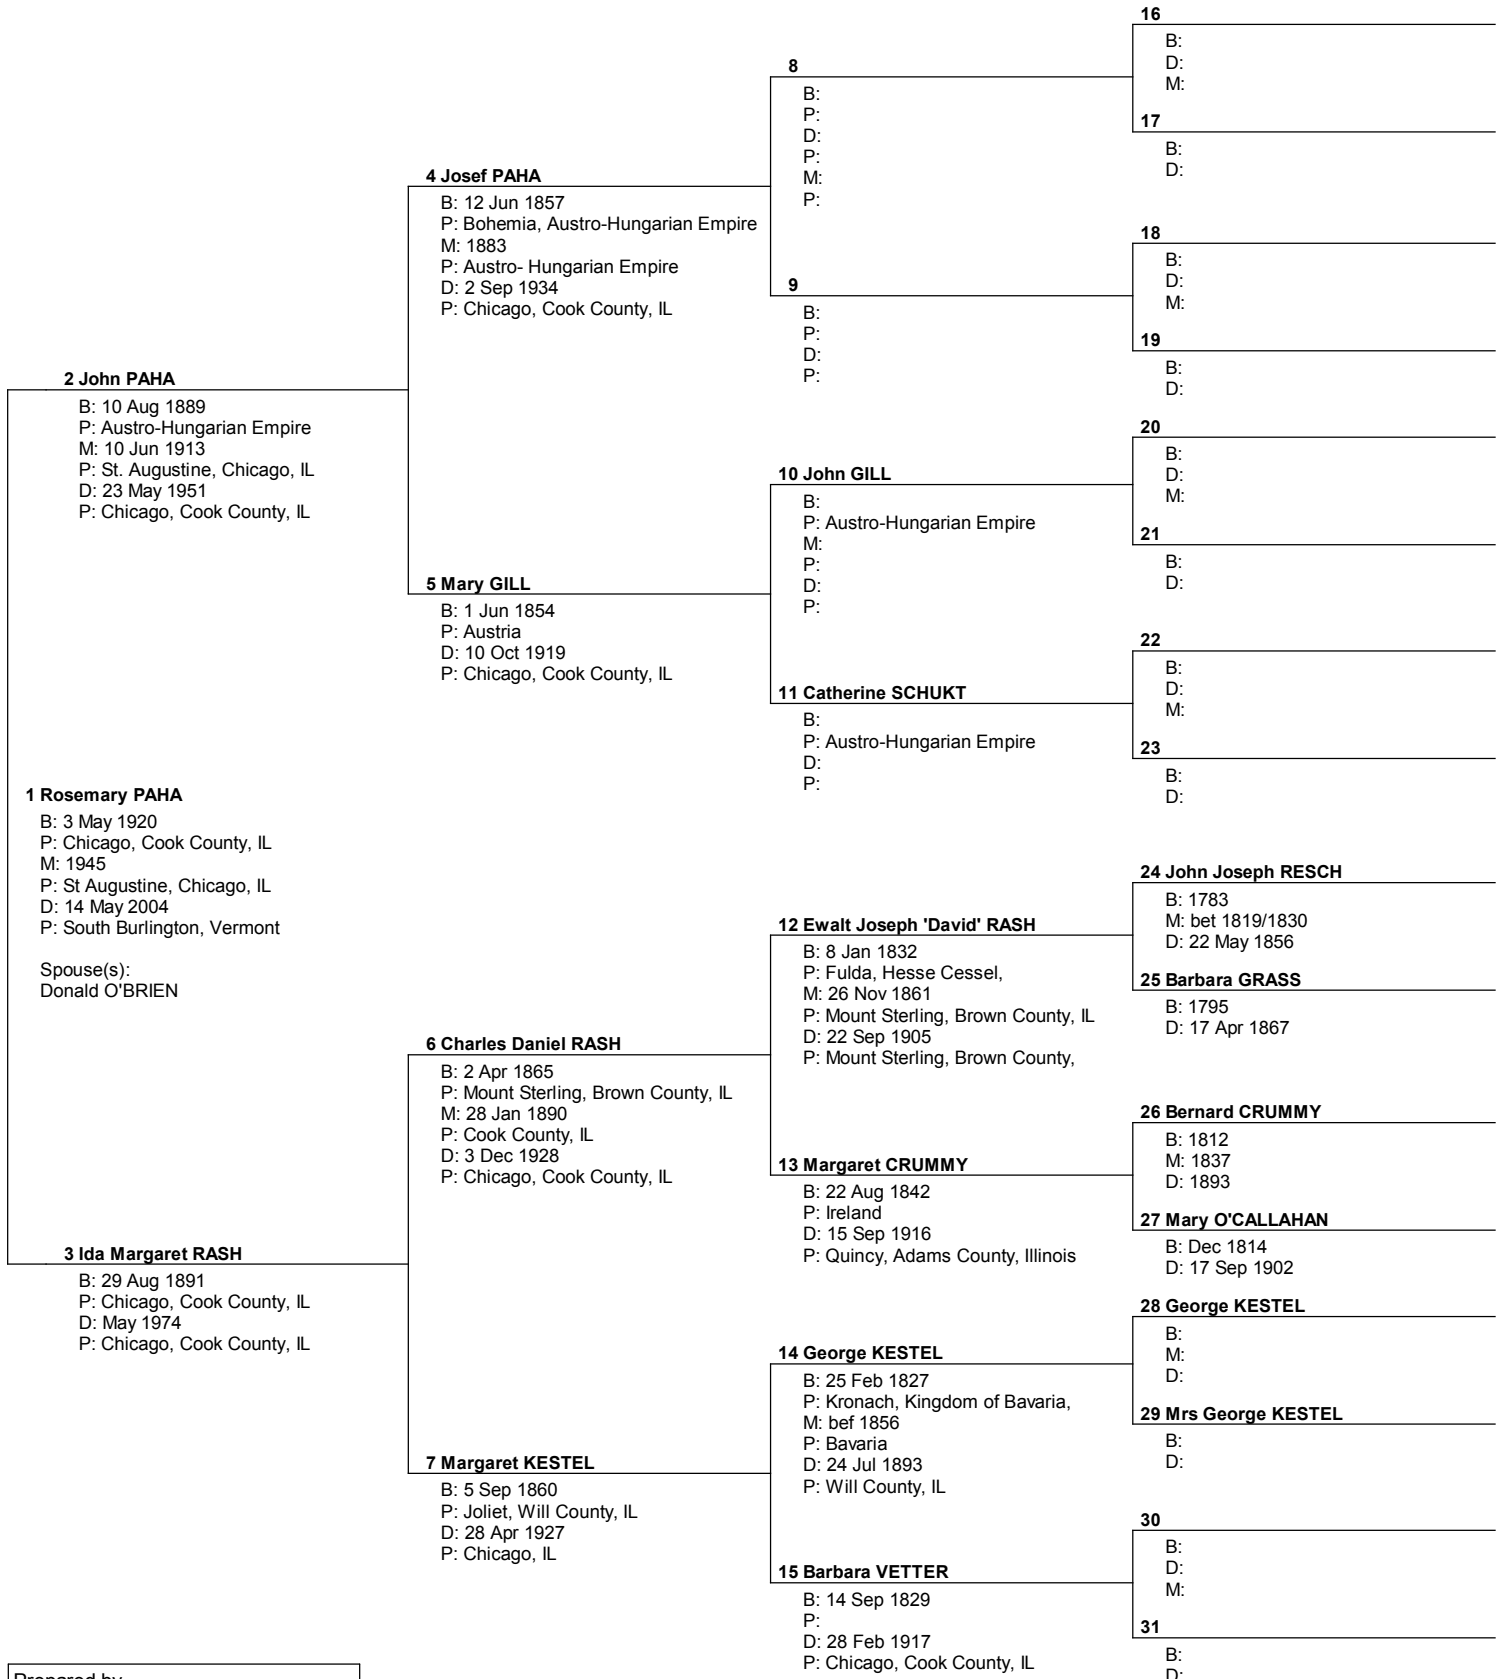 16
B:
D:
M:
8
B:
P:
D:
P:
M:
P:
17
B:
D:
4 Josef PAHA
B: 12 Jun 1857
P: Bohemia, Austro-Hungarian Empire
M: 1883
P: Austro- Hungarian Empire
D: 2 Sep 1934
P: Chicago, Cook County, IL
18
B:
D:
M:
9
B:
P:
D:
P:
19
B:
D:
2 John PAHA
B: 10 Aug 1889
P: Austro-Hungarian Empire
M: 10 Jun 1913
P: St. Augustine, Chicago, IL
D: 23 May 1951
P: Chicago, Cook County, IL
20
B:
D:
M:
10 John GILL
B:
P: Austro-Hungarian Empire
M:
P:
D:
P:
21
B:
D:
5 Mary GILL
B: 1 Jun 1854
P: Austria
D: 10 Oct 1919
P: Chicago, Cook County, IL
22
B:
D:
M:
11 Catherine SCHUKT
B:
P: Austro-Hungarian Empire
D:
P:
23
B:
D:
1 Rosemary PAHA
B: 3 May 1920
P: Chicago, Cook County, IL
M: 1945
P: St Augustine, Chicago, IL
D: 14 May 2004
P: South Burlington, Vermont
Spouse(s):
Donald O'BRIEN
24 John Joseph RESCH
B: 1783
M: bet 1819/1830
D: 22 May 1856
12 Ewalt Joseph 'David' RASH
B: 8 Jan 1832
P: Fulda, Hesse Cessel,
M: 26 Nov 1861
P: Mount Sterling, Brown County, IL
D: 22 Sep 1905
P: Mount Sterling, Brown County,
25 Barbara GRASS
B: 1795
D: 17 Apr 1867
6 Charles Daniel RASH
B: 2 Apr 1865
P: Mount Sterling, Brown County, IL
M: 28 Jan 1890
P: Cook County, IL
D: 3 Dec 1928
P: Chicago, Cook County, IL
26 Bernard CRUMMY
B: 1812
M: 1837
D: 1893
13 Margaret CRUMMY
B: 22 Aug 1842
P: Ireland
D: 15 Sep 1916
P: Quincy, Adams County, Illinois
27 Mary O'CALLAHAN
B: Dec 1814
D: 17 Sep 1902
3 Ida Margaret RASH
B: 29 Aug 1891
P: Chicago, Cook County, IL
D: May 1974
P: Chicago, Cook County, IL
28 George KESTEL
B:
M:
D:
14 George KESTEL
B: 25 Feb 1827
P: Kronach, Kingdom of Bavaria,
M: bef 1856
P: Bavaria
D: 24 Jul 1893
P: Will County, IL
29 Mrs George KESTEL
B:
D:
7 Margaret KESTEL
B: 5 Sep 1860
P: Joliet, Will County, IL
D: 28 Apr 1927
P: Chicago, IL
30
B:
D:
M:
15 Barbara VETTER
B: 14 Sep 1829
P:
D: 28 Feb 1917
P: Chicago, Cook County, IL
31
B:
D:
Prepared by